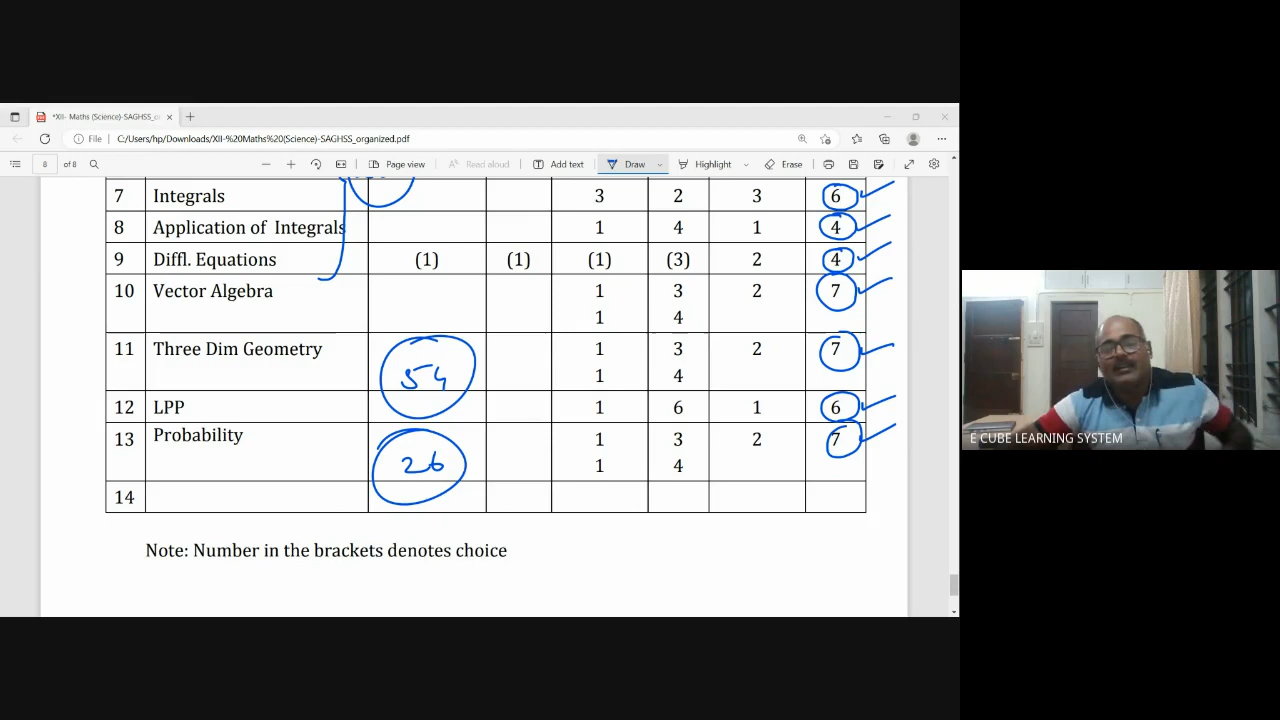 *XII- Maths (Science)-SAGHSS_o
File C:/Users/hp/Downloads/XII-%20Maths%20(Science)-SAGHSS_organized.pdf
8 of 8 Page view Read aloud Add text Draw Highlight Erase
7 Integrals 3 2 3 6
8 Application of Integrals 1 4 1 4
9 Diffl. Equations (1) (1) (1) (3) 2 4
10 Vector Algebra 1 3 2 7
1 4
11 Three Dim Geometry 1 3 2 7
54 1 4
12 LPP 1 6 1 6
13 Probability 1 3 2 7
26 1 4
14
Note: Number in the brackets denotes choice
E CUBE LEARNING SYSTEM